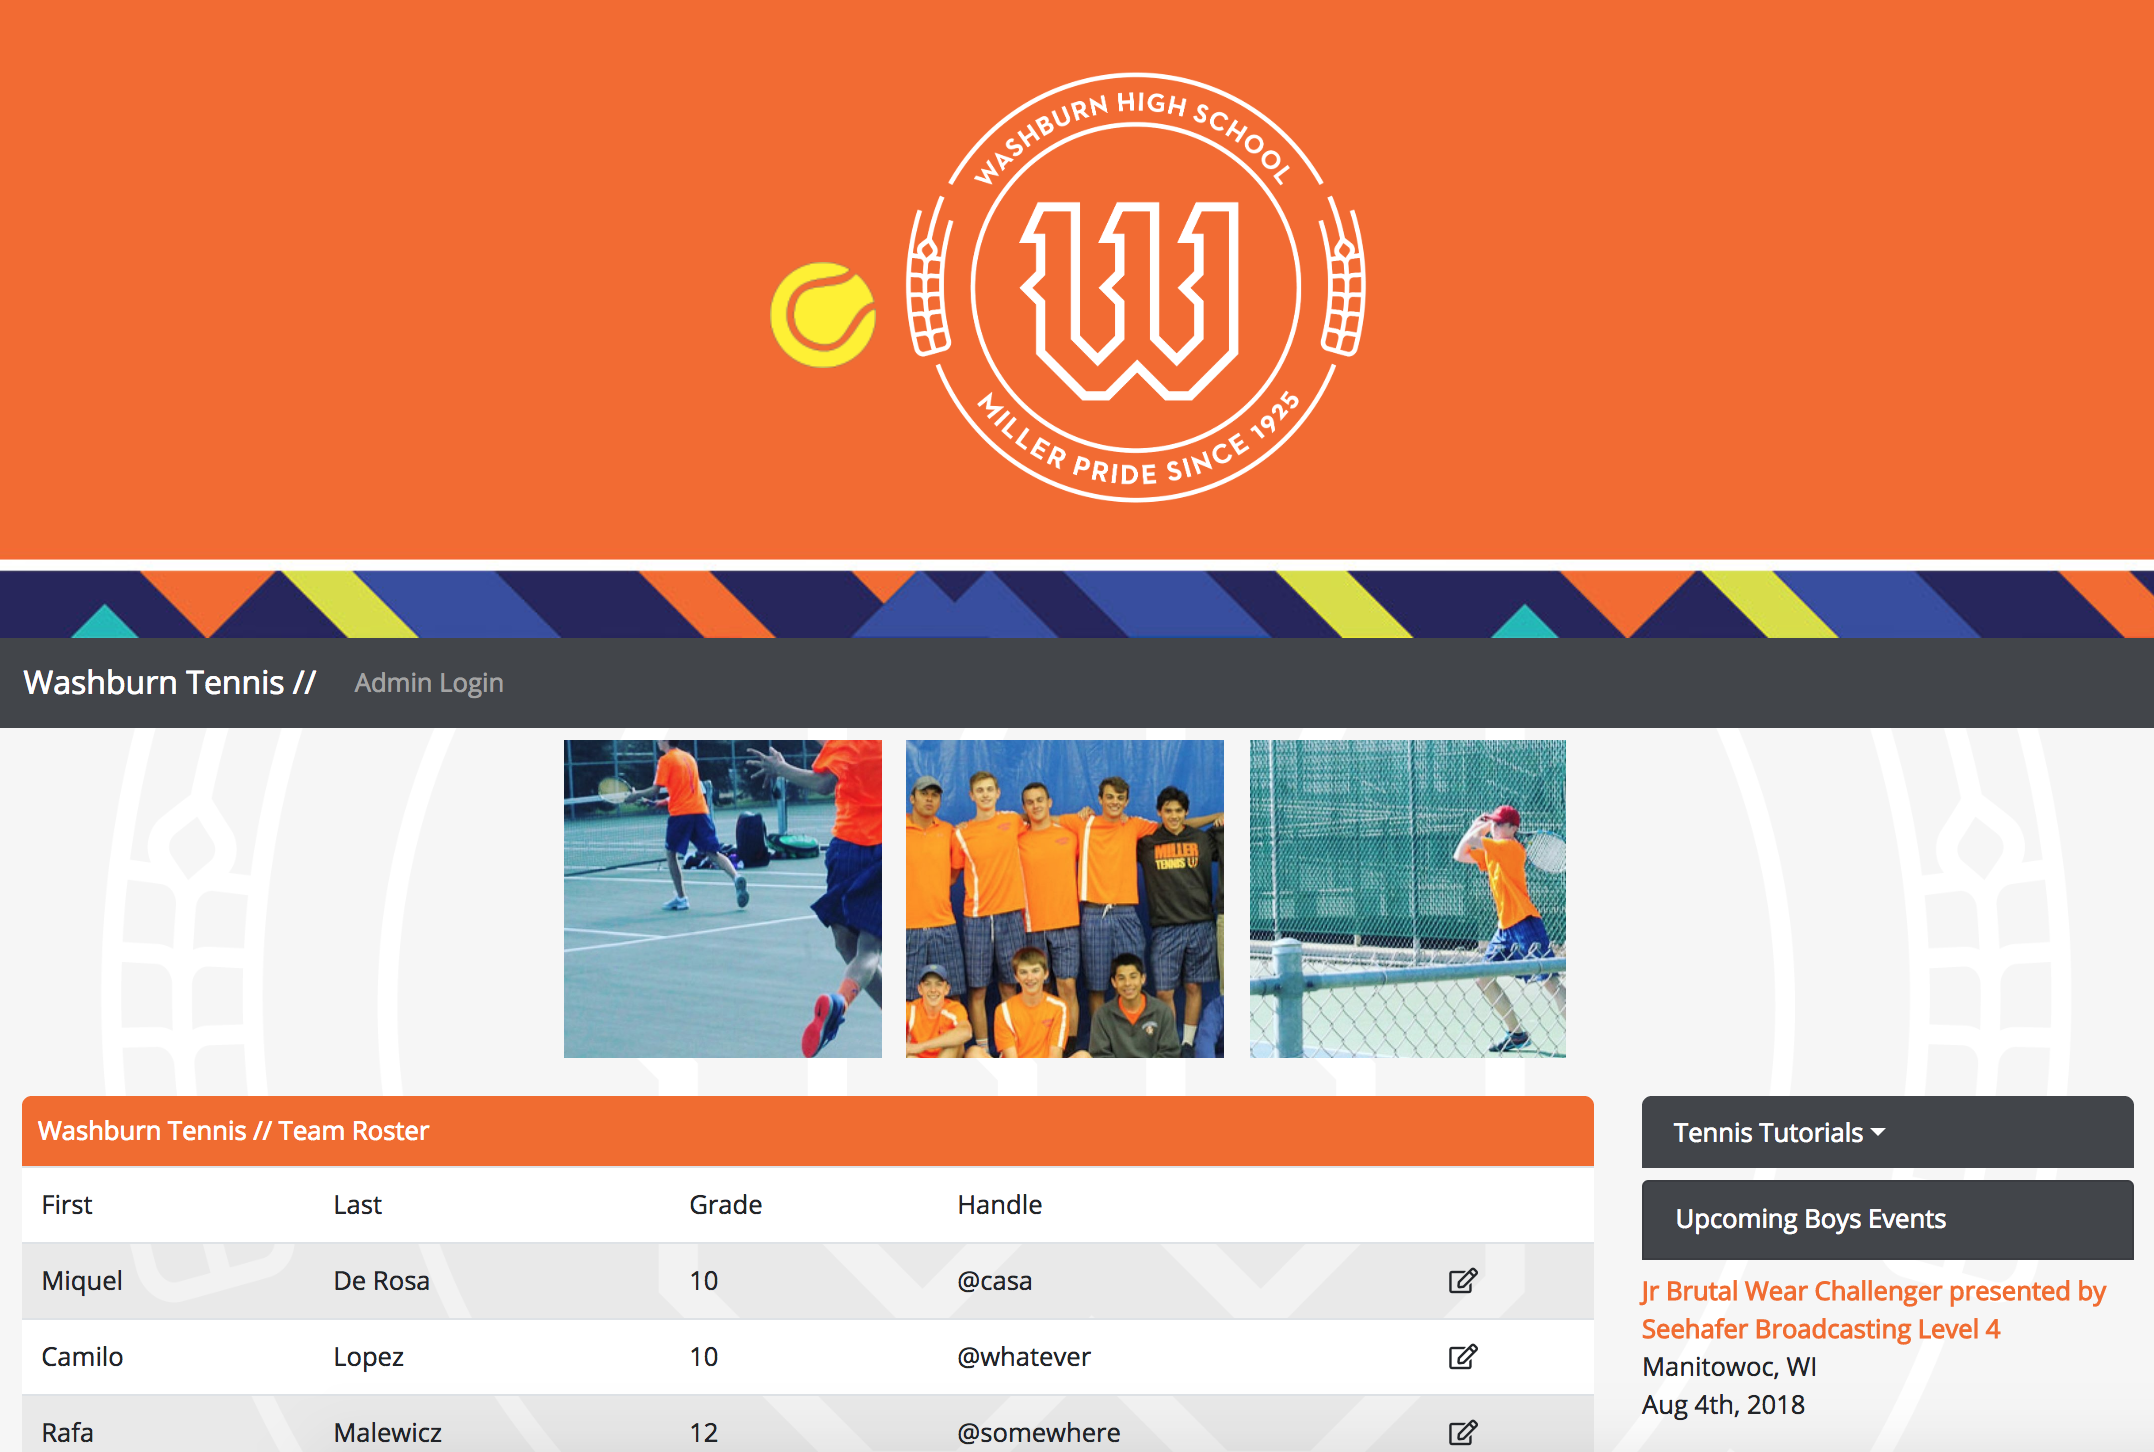 WASHBURN HIGH SCHOOL
W
MILLER PRIDE SINCE 1925
Washburn Tennis // Admin Login
MILLER
TENNIS W
Washburn Tennis // Team Roster
First Last Grade Handle
Miquel De Rosa 10 @casa
Camilo Lopez 10 @whatever
Rafa Malewicz 12 @somewhere
Tennis Tutorials
Upcoming Boys Events
Jr Brutal Wear Challenger presented by
Seehafer Broadcasting Level 4
Manitowoc, WI
Aug 4th, 2018